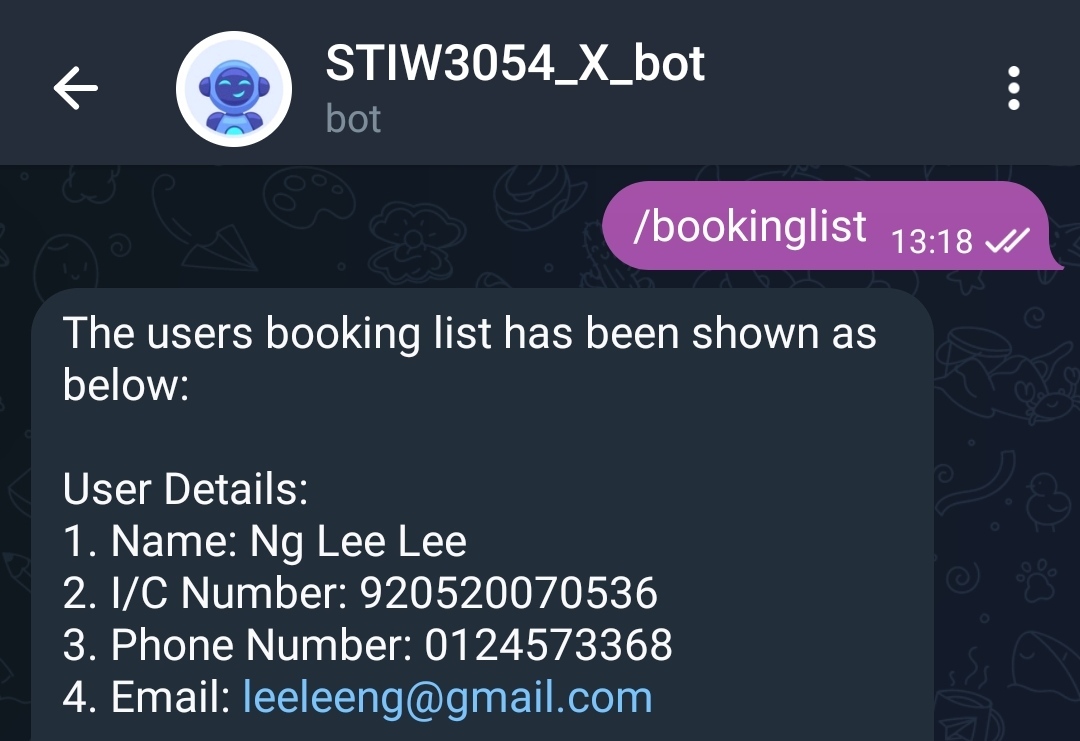 STIW3054_X_bot
bot
/bookinglist 13:18
The users booking list has been shown as
below:
User Details:
1. Name: Ng Lee Lee
2. I/C Number: 920520070536
3. Phone Number: 0124573368
4. Email: leeleeng@gmail.com